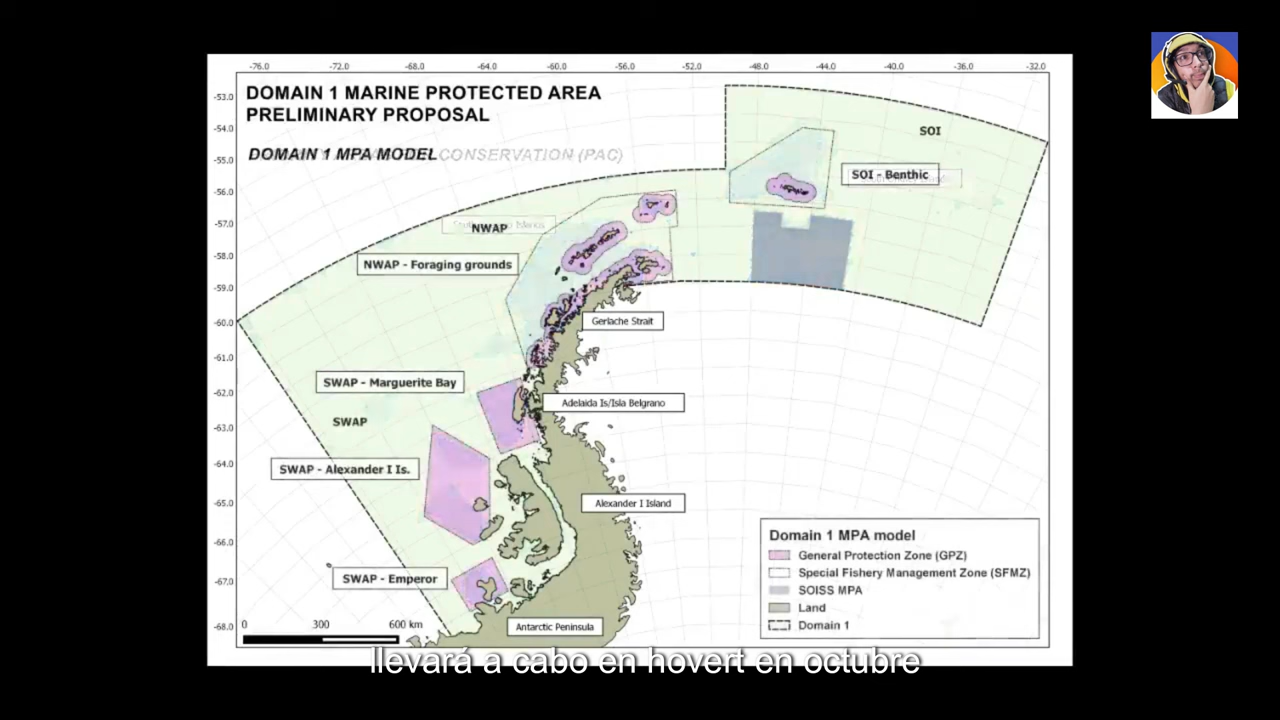 -76.0 -72.0 -68.0 -64.0 -60.0 -56.0 -52.0 -48.0 -44.0 -40.0 -36.0 -32.0
-53.0
-54.0
-55.0
-56.0
-57.0
-58.0
-59.0
-60.0
-61.0
-62.0
-63.0
-64.0
-65.0
-66.0
-67.0
-68.0
DOMAIN 1 MARINE PROTECTED AREA
PRELIMINARY PROPOSAL
DOMAIN 1 MPA MODEL
CONSERVATION (PAC)
SOI
SOI - Benthic
NWAP
NWAP - Foraging grounds
Gerlache Strait
SWAP - Marguerite Bay
Adelaida Is/Isla Belgrano
SWAP
SWAP - Alexander I Is.
Alexander I Island
SWAP - Emperor
Antarctic Peninsula
0 300 600 km
Domain 1 MPA model
General Protection Zone (GPZ)
Special Fishery Management Zone (SFMZ)
SOISS MPA
Land
Domain 1
llevará a cabo en hovert en octubre